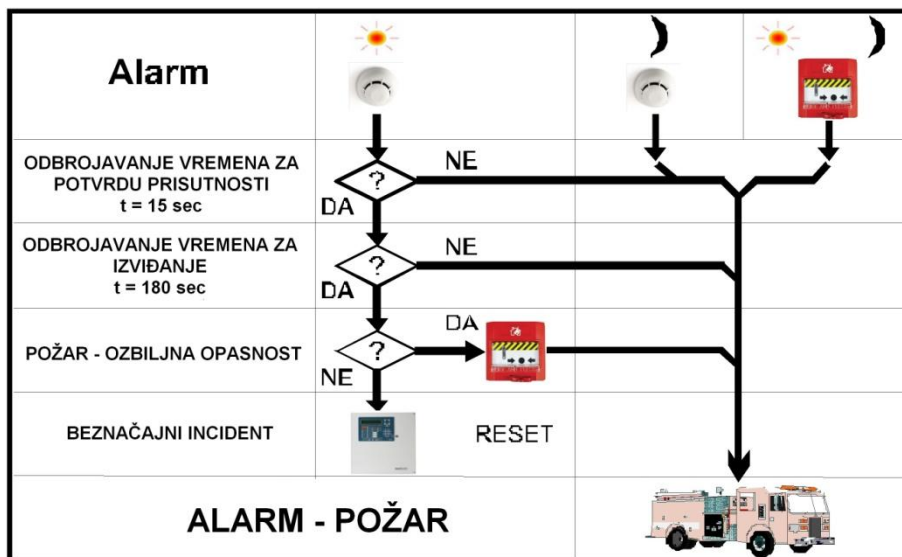 Alarm
ODBROJAVANJE VREMENA ZA
POTVRDU PRISUTNOSTI
t = 15 sec
?
NE
DA
ODBROJAVANJE VREMENA ZA
IZVIĐANJE
t = 180 sec
?
NE
DA
POŽAR - OZBILJNA OPASNOST
?
DA
NE
BEZNAČAJNI INCIDENT
RESET
ALARM - POŽAR